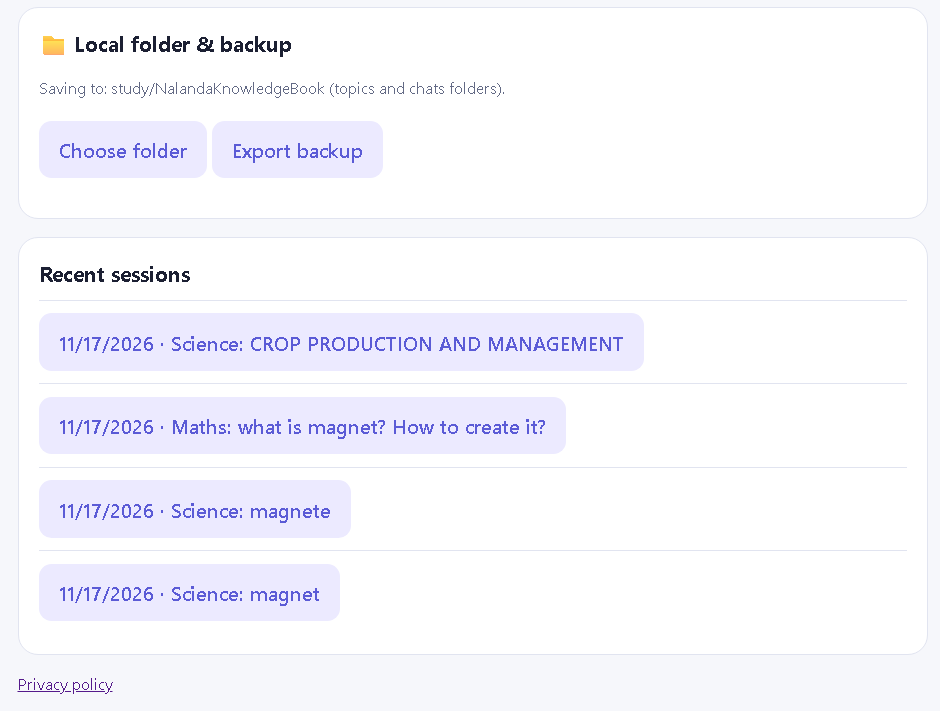 Local folder & backup
Saving to: study/NalandaKnowledgeBook (topics and chats folders).
Choose folder
Export backup
Recent sessions
11/17/2026 · Science: CROP PRODUCTION AND MANAGEMENT
11/17/2026 · Maths: what is magnet? How to create it?
11/17/2026 · Science: magnete
11/17/2026 · Science: magnet
Privacy policy